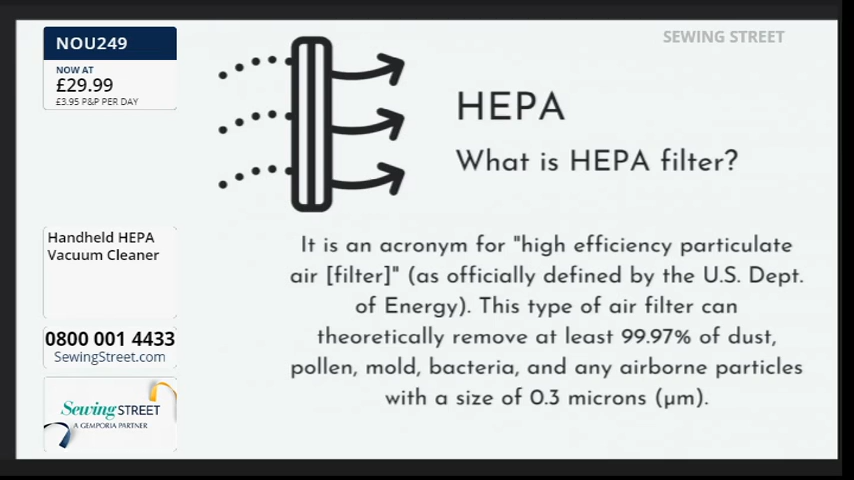 SEWING STREET
NOU249
NOW AT
£29.99
£3.95 P&P PER DAY
HEPA
What is HEPA filter?
Handheld HEPA
Vacuum Cleaner
It is an acronym for "high efficiency particulate
air [filter]" (as officially defined by the U.S. Dept.
of Energy). This type of air filter can
theoretically remove at least 99.97% of dust,
pollen, mold, bacteria, and any airborne particles
with a size of 0.3 microns (µm).
0800 001 4433
SewingStreet.com
Sewing STREET
A GEMPORIA PARTNER